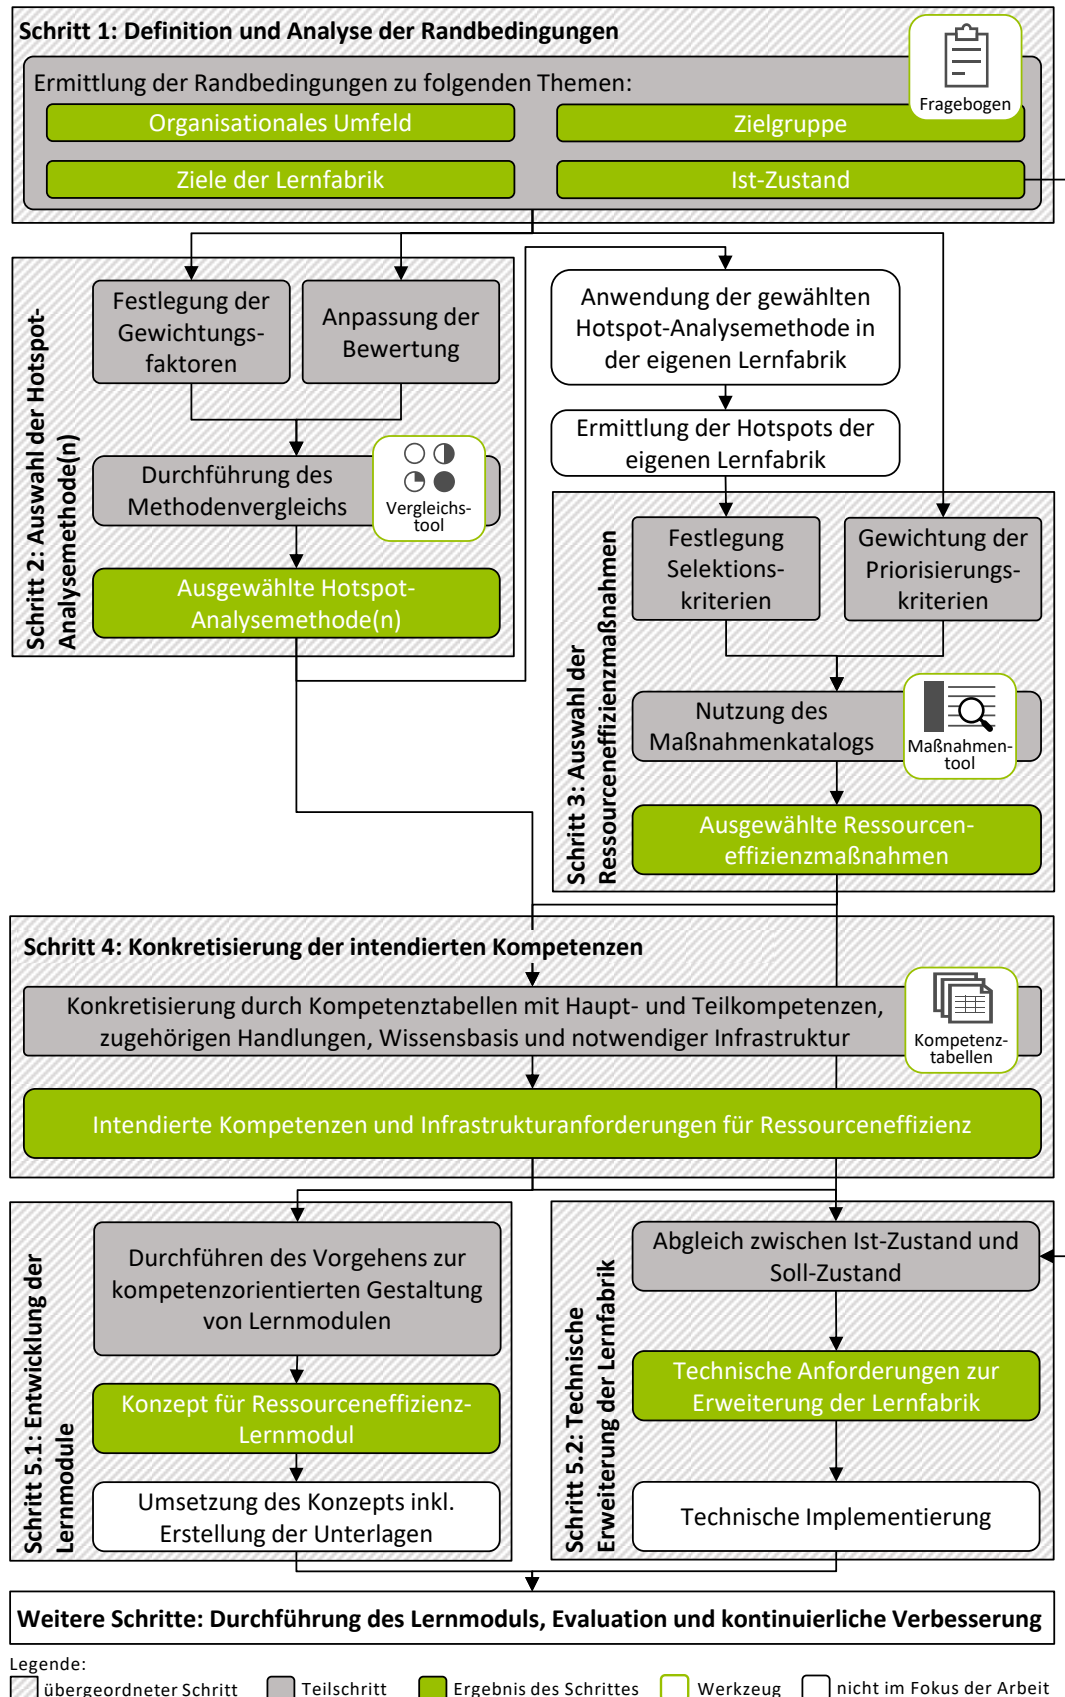 Schritt 1: Definition und Analyse der Randbedingungen
Ermittlung der Randbedingungen zu folgenden Themen:
Fragebogen
Organisationales Umfeld
Zielgruppe
Ziele der Lernfabrik
Ist-Zustand
Schritt 2: Auswahl der Hotspot-
Analysemethode(n)
Festlegung der
Gewichtungs-
faktoren
Anpassung der
Bewertung
Durchführung des
Methodenvergleichs
Vergleichs-
tool
Ausgewählte Hotspot-
Analysemethode(n)
Anwendung der gewählten
Hotspot-Analysemethode in
der eigenen Lernfabrik
Ermittlung der Hotspots der
eigenen Lernfabrik
Schritt 3: Auswahl der
Ressourceneffizienzmaßnahmen
Festlegung
Selektions-
kriterien
Gewichtung der
Priorisierungs-
kriterien
Nutzung des
Maßnahmenkatalogs
Maßnahmen-
tool
Ausgewählte Ressourcen-
effizienzmaßnahmen
Schritt 4: Konkretisierung der intendierten Kompetenzen
Konkretisierung durch Kompetenztabellen mit Haupt- und Teilkompetenzen,
zugehörigen Handlungen, Wissensbasis und notwendiger Infrastruktur
Kompetenz-
tabellen
Intendierte Kompetenzen und Infrastrukturanforderungen für Ressourceneffizienz
Schritt 5.1: Entwicklung der
Lernmodule
Durchführen des Vorgehens zur
kompetenzorientierten Gestaltung
von Lernmodulen
Konzept für Ressourceneffizienz-
Lernmodul
Umsetzung des Konzepts inkl.
Erstellung der Unterlagen
Schritt 5.2: Technische
Erweiterung der Lernfabrik
Abgleich zwischen Ist-Zustand und
Soll-Zustand
Technische Anforderungen zur
Erweiterung der Lernfabrik
Technische Implementierung
Weitere Schritte: Durchführung des Lernmoduls, Evaluation und kontinuierliche Verbesserung
Legende:
übergeordneter Schritt
Teilschritt
Ergebnis des Schrittes
Werkzeug
nicht im Fokus der Arbeit